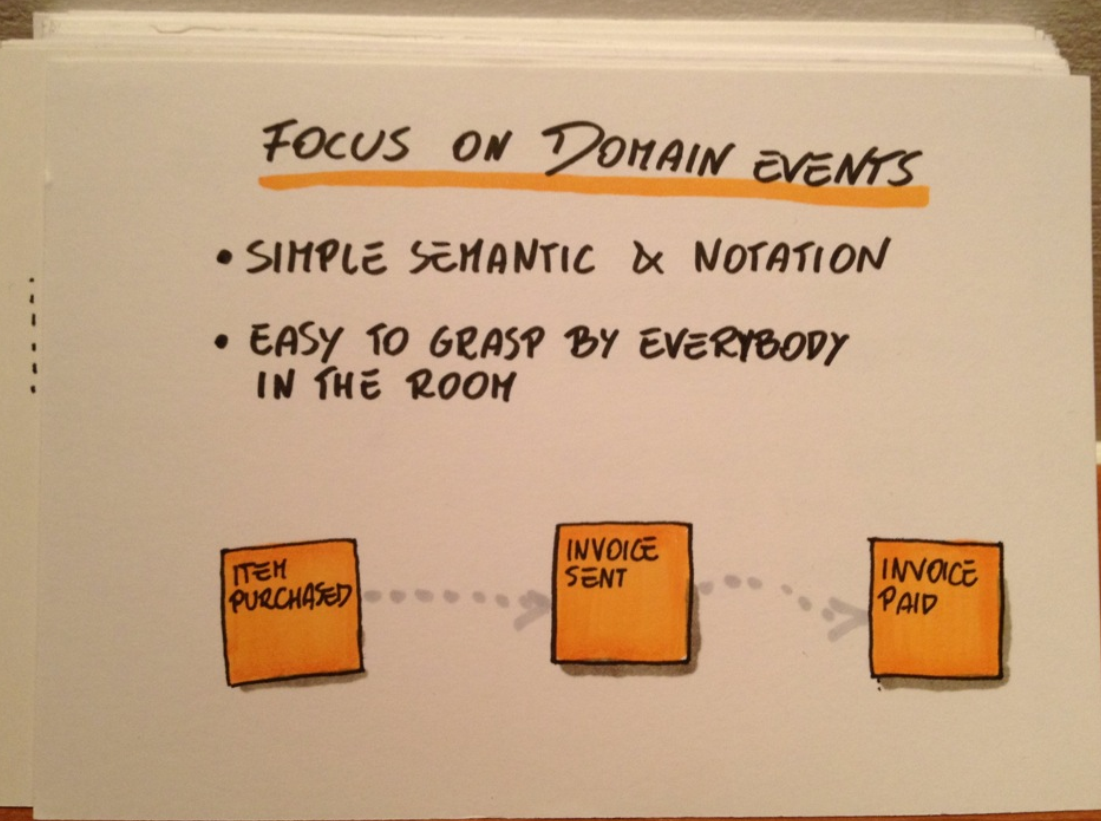 FOCUS ON DOMAIN EVENTS
• SIMPLE SEMANTIC & NOTATION
• EASY TO GRASP BY EVERYBODY
IN THE ROOM
ITEM
PURCHASED
INVOICE
SENT
INVOICE
PAID